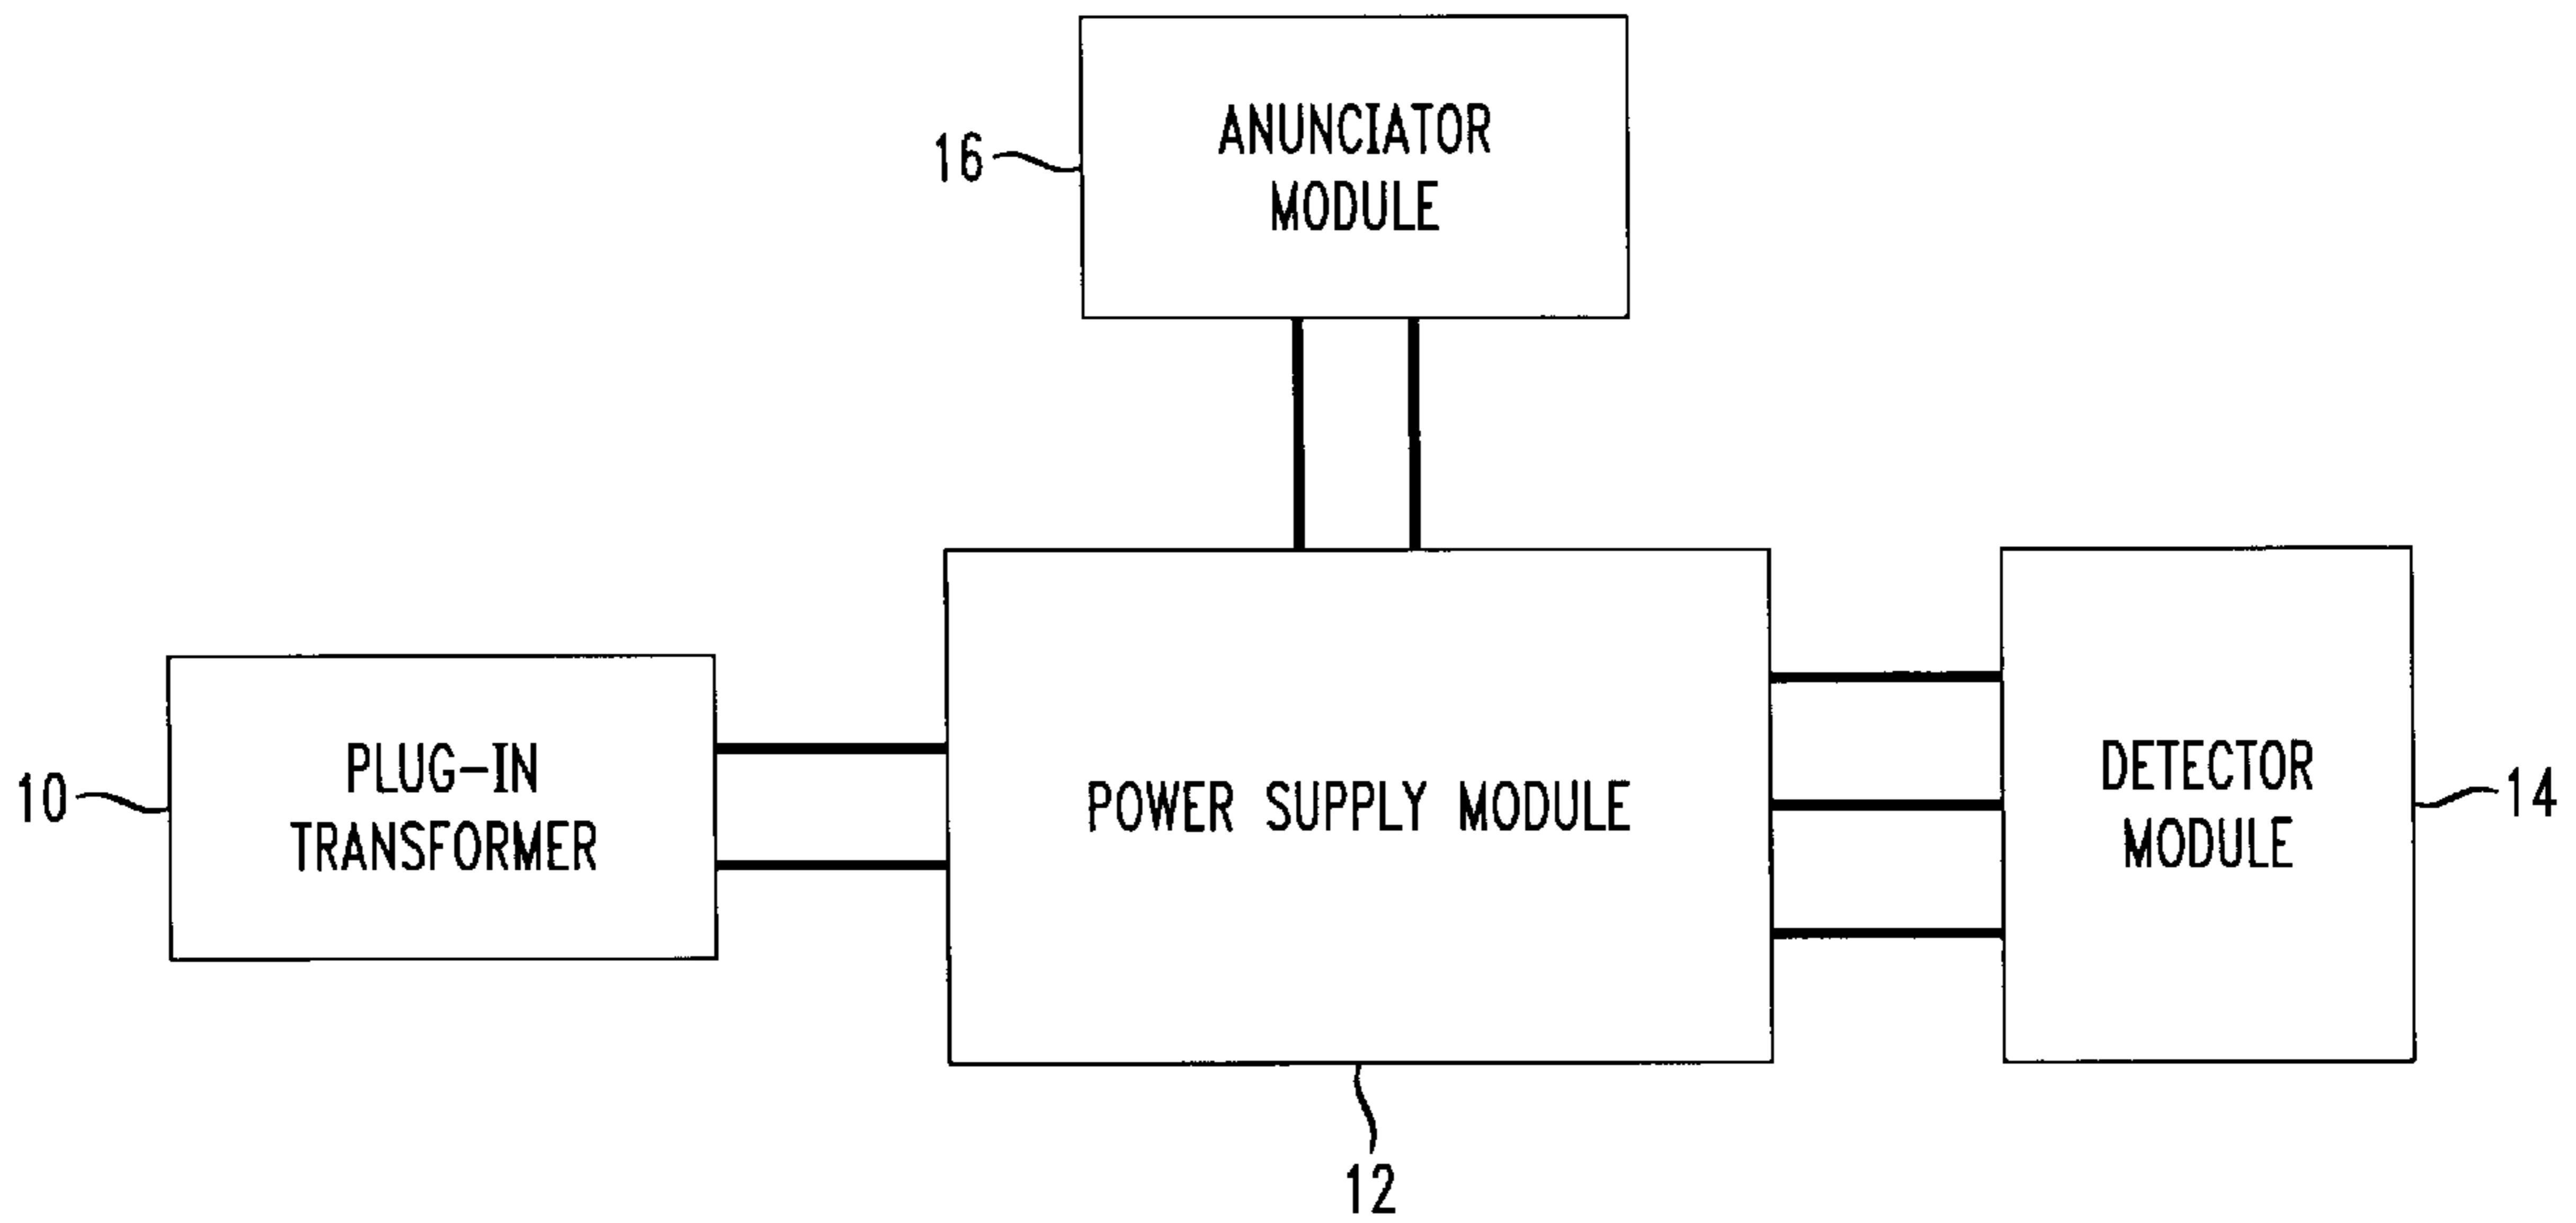 ANUNCIATOR
MODULE
16
PLUG-IN
TRANSFORMER
10
POWER SUPPLY MODULE
12
DETECTOR
MODULE
14